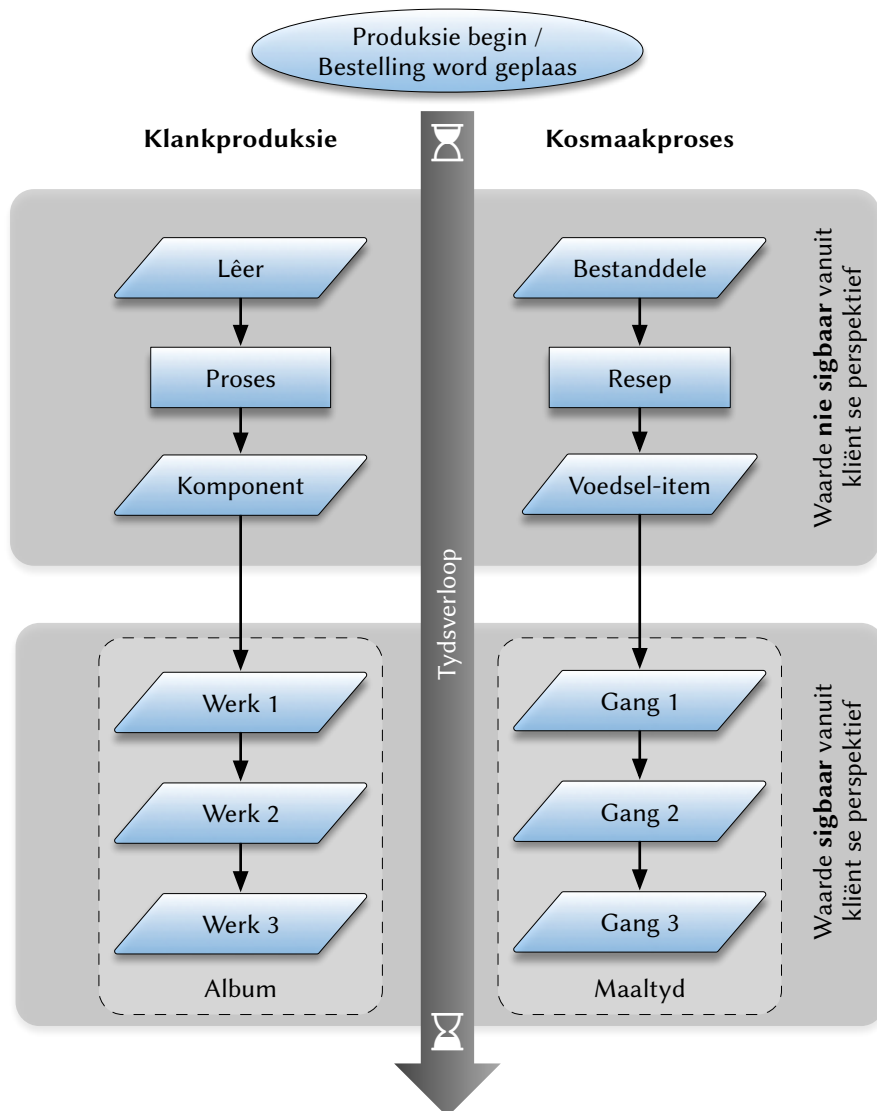 Produksie begin /
Bestelling word geplaas
Klankproduksie
Kosmaakproses
Lêer
Proses
Komponent
Bestanddele
Resep
Voedsel-item
Waarde nie sigbaar vanuit
kliënt se perspektief
Tydsverloop
Werk 1
Werk 2
Werk 3
Album
Gang 1
Gang 2
Gang 3
Maaltyd
Waarde sigbaar vanuit
kliënt se perspektief